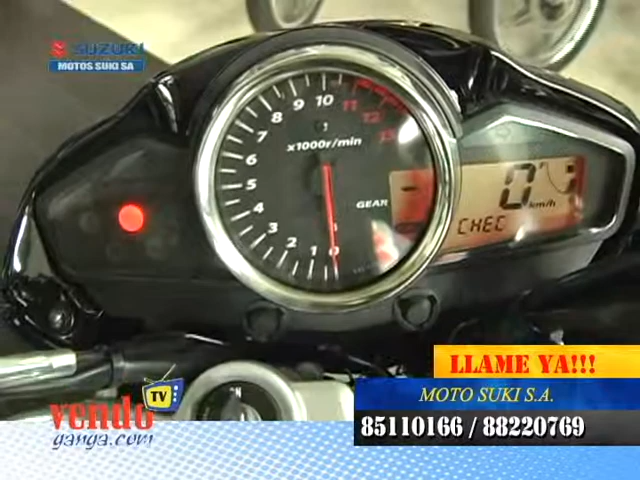 SUZUKI
MOTOS SUKI SA
10
11
9
12
8
13
7
x1000r/min
6
5
GEAR
-
0
km/h
4
CHEC
3
2
1
0
LLAME YA!!!
TV
MOTO SUKI S.A.
vendo
85110166 / 88220769
ganga.com